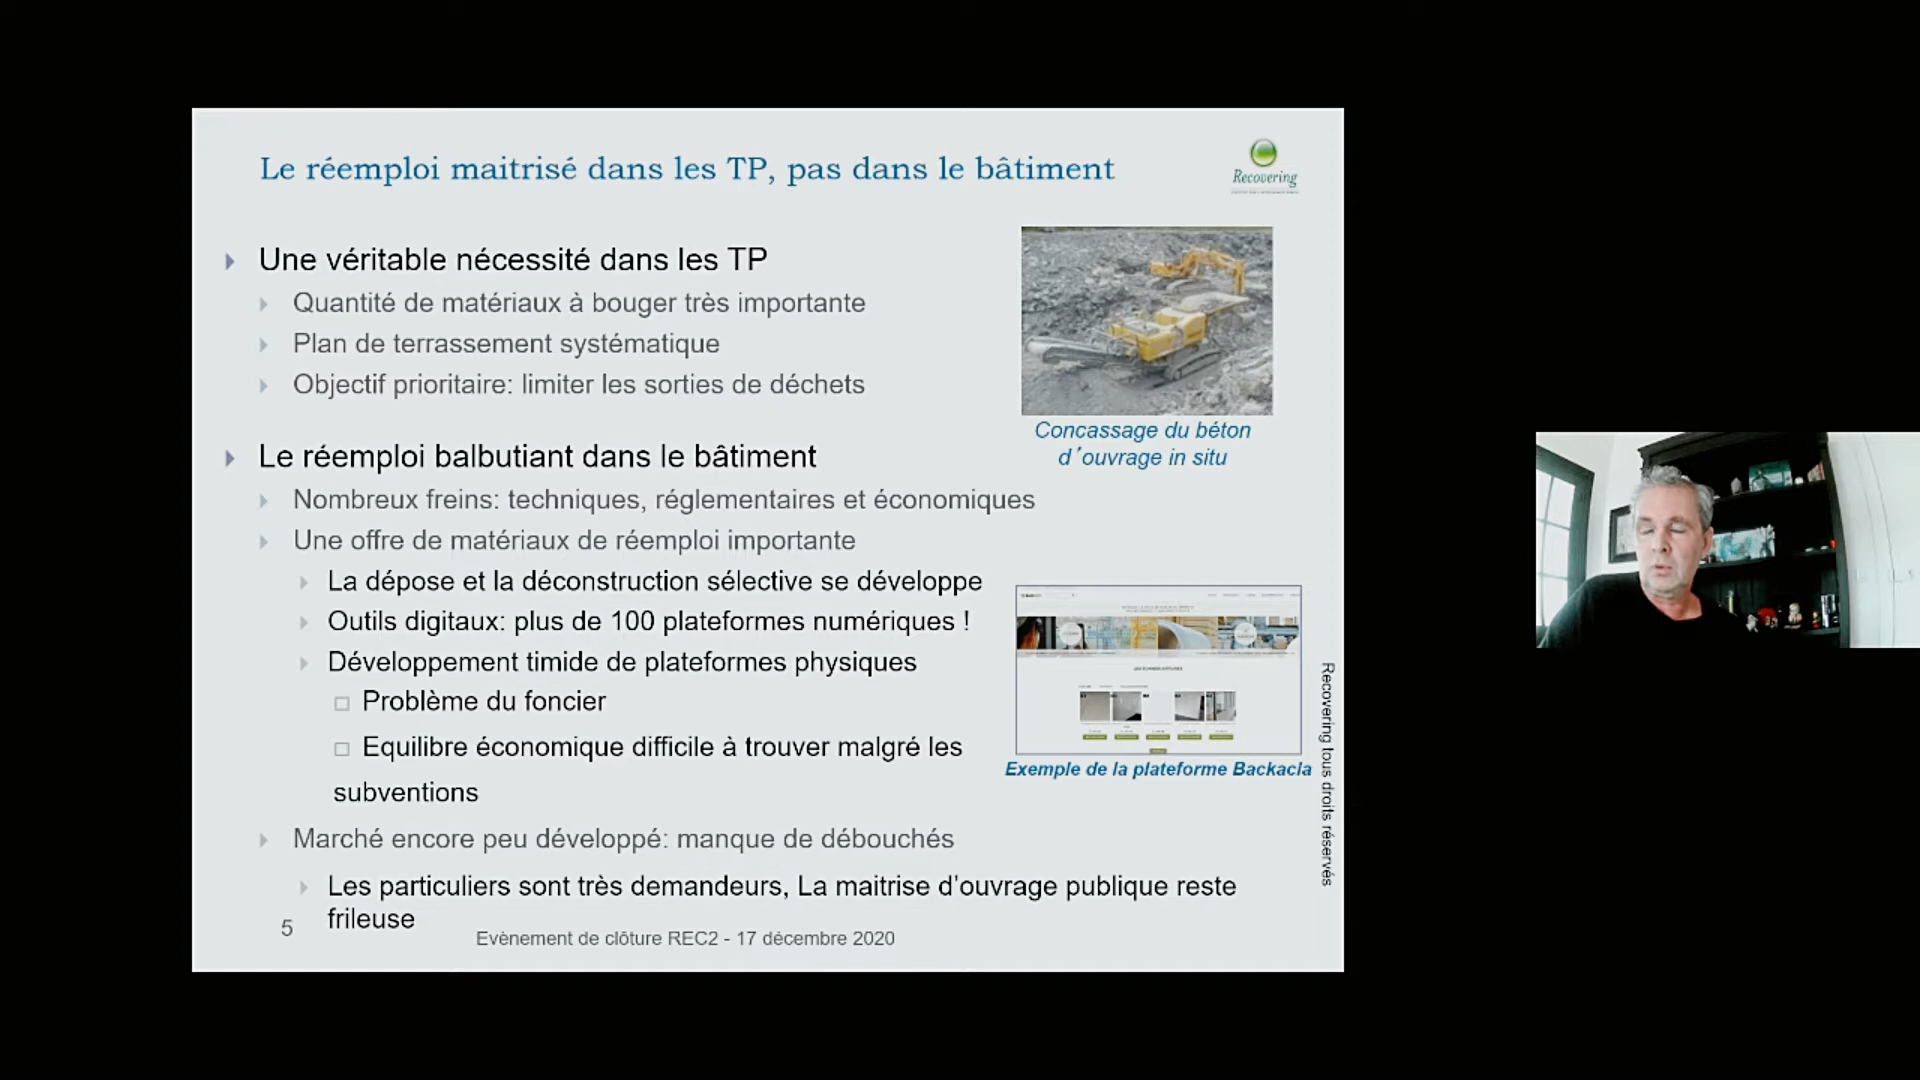 Le réemploi maitrisé dans les TP, pas dans le bâtiment
Recovering
Une véritable nécessité dans les TP
Quantité de matériaux à bouger très importante
Plan de terrassement systématique
Objectif prioritaire: limiter les sorties de déchets
Concassage du béton
d´ouvrage in situ
Le réemploi balbutiant dans le bâtiment
Nombreux freins: techniques, réglementaires et économiques
Une offre de matériaux de réemploi importante
La dépose et la déconstruction sélective se développe
Outils digitaux: plus de 100 plateformes numériques !
Développement timide de plateformes physiques
Problème du foncier
Equilibre économique difficile à trouver malgré les
subventions
Exemple de la plateforme Backacia
Marché encore peu développé: manque de débouchés
Les particuliers sont très demandeurs, La maitrise d'ouvrage publique reste
frileuse
5
Evènement de clôture REC2 - 17 décembre 2020
Recovering tous droits réservés